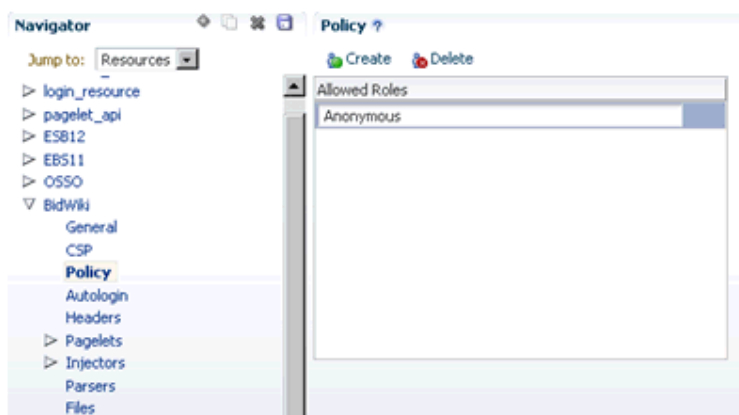 Navigator
Jump to: Resources
login_resource
pagelet_api
ESB12
EBS11
OSSO
BidWiki
General
CSP
Policy
Autologin
Headers
Pagelets
Injectors
Parsers
Files
Policy ?
Create Delete
Allowed Roles
Anonymous